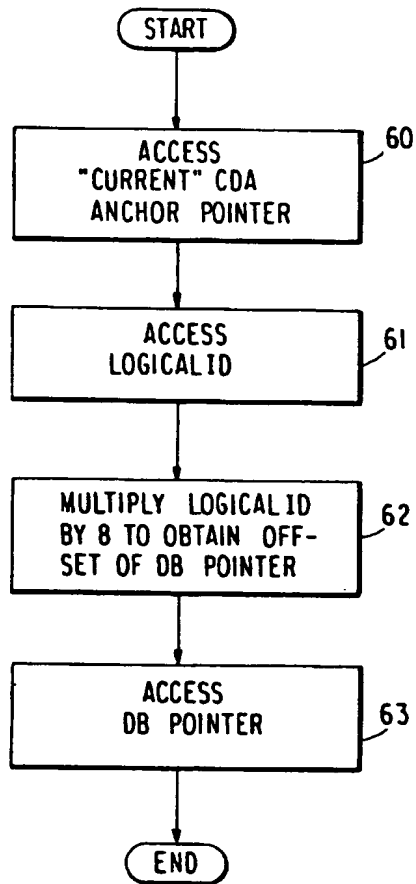 START
ACCESS
"CURRENT" CDA
ANCHOR POINTER
60
ACCESS
LOGICALID
61
MULTIPLY LOGICALID
BY 8 TO OBTAIN OFF-
SET OF DB POINTER
62
ACCESS
DB POINTER
63
END